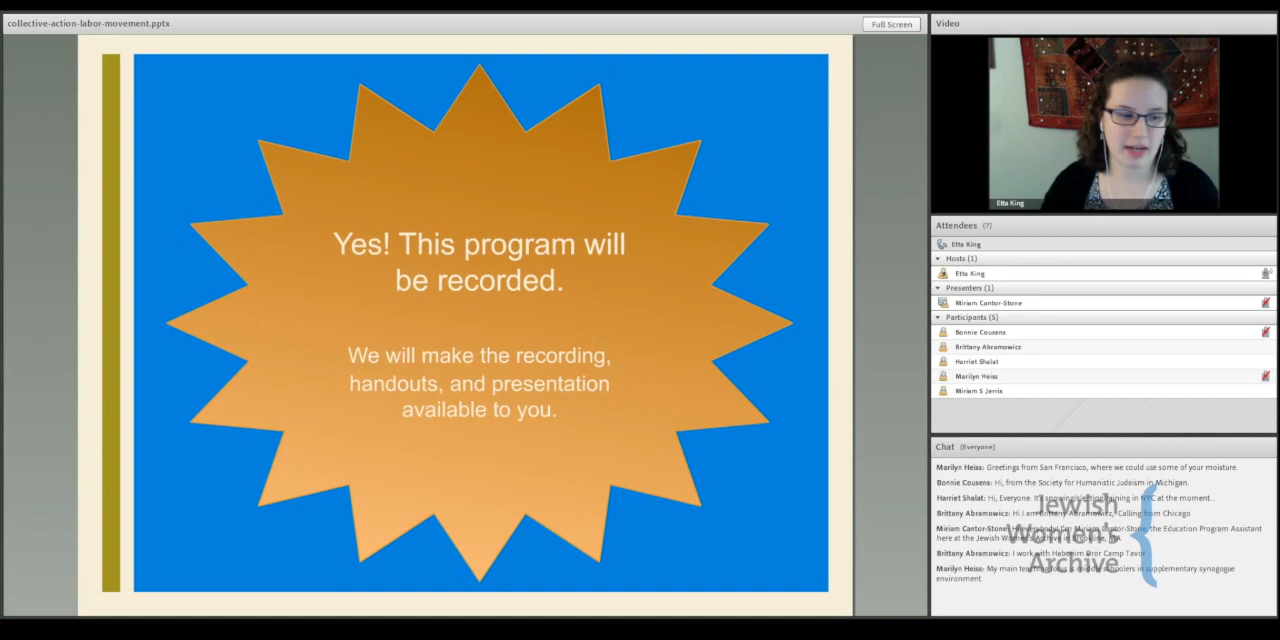 collective-action-labor-movement.pptx
Full Screen
Yes! This program will
be recorded.
We will make the recording,
handouts, and presentation
available to you.
Video
Etta King
Attendees (7)
Etta King
Hosts (1)
Etta King
Presenters (1)
Miriam Cantor-Stone
Participants (5)
Bonnie Cousens
Brittany Abramowicz
Harriet Shalat
Marilyn Heiss
Miriam S Jerris
Chat (Everyone)
Marilyn Heiss: Greetings from San Francisco, where we could use some of your moisture.
Bonnie Cousens: Hi, from the Society for Humanistic Judaism in Michigan.
Harriet Shalat: Hi, Everyone. It's snowing/sleeting/raining in NYC at the moment...
Brittany Abramowicz: Hi I am Brittany Abramowicz, Calling from Chicago
Miriam Cantor-Stone: Hi everybody! I'm Miriam Cantor-Stone, the Education Program Assistant
here at the Jewish Women's Archive in Brookline, MA
Brittany Abramowicz: I work with Habonim Dror Camp Tavor
Marilyn Heiss: My main teaching focus is middle schoolers in supplementary synagogue
environment.
Jewish
Women's
Archive